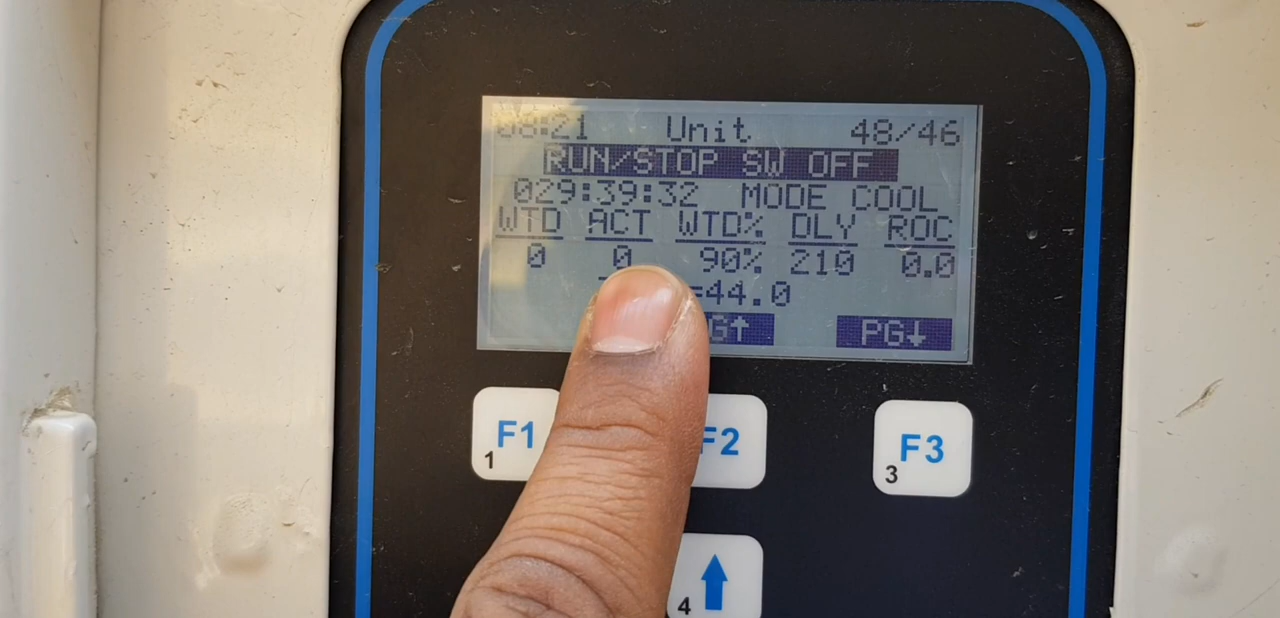 08:21 Unit 48/46
RUN/STOP SW OFF
029:39:32 MODE COOL
WTD ACT WTD% DLY ROC
0 0 90% 210 0.0
=44.0
G↑ PG↓
F1 F2 F3
1 3
4